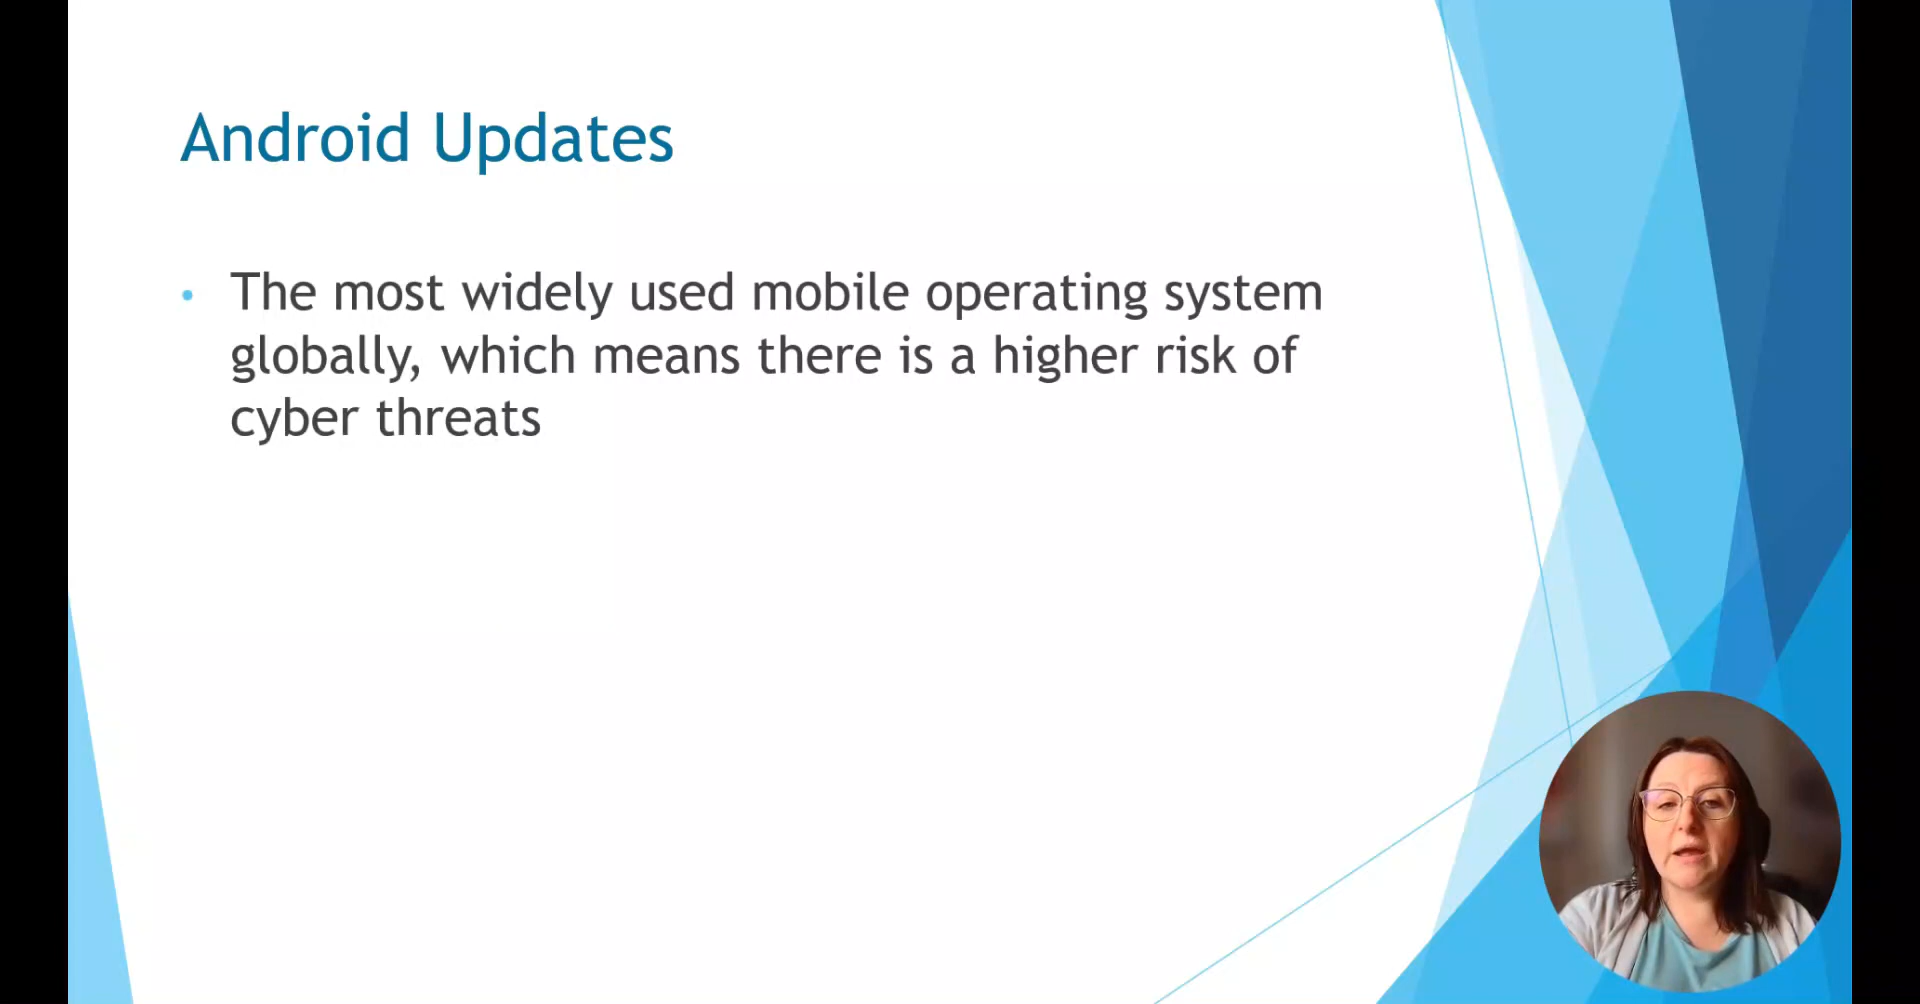 Android Updates
• The most widely used mobile operating system
globally, which means there is a higher risk of
cyber threats